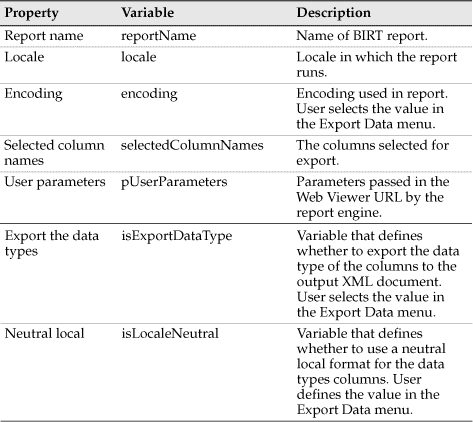 Property Variable Description
Report name reportName Name of BIRT report.
Locale locale Locale in which the report
runs.
Encoding encoding Encoding used in report.
User selects the value in
the Export Data menu.
Selected column selectedColumnNames The columns selected for
names export.
User parameters pUserParameters Parameters passed in the
Web Viewer URL by the
report engine.
Export the data isExportDataType Variable that defines
types whether to export the data
type of the columns to the
output XML document.
User selects the value in
the Export Data menu.
Neutral local isLocaleNeutral Variable that defines
whether to use a neutral
local format for the data
types columns. User
defines the value in the
Export Data menu.